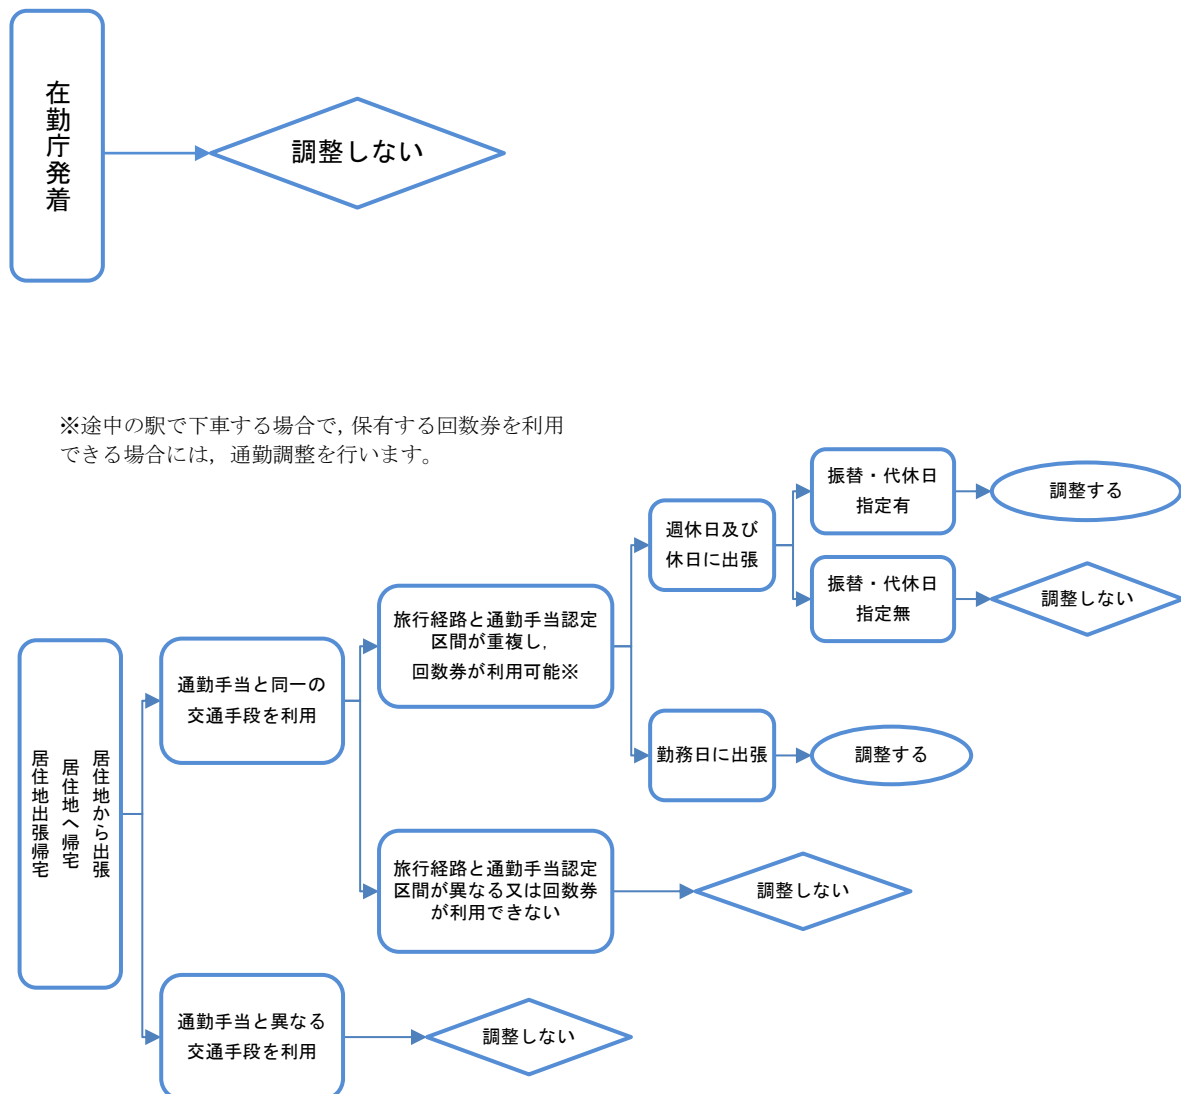 在勤庁発着
調整しない
※途中の駅で下車する場合で，保有する回数券を利用
できる場合には，通勤調整を行います。
振替・代休日
指定有
調整する
週休日及び
休日に出張
振替・代休日
指定無
調整しない
旅行経路と通勤手当認定
区間が重複し，
回数券が利用可能※
通勤手当と同一の
交通手段を利用
勤務日に出張
調整する
居住地から出張
居住地へ帰宅
居住地出張帰宅
旅行経路と通勤手当認定
区間が異なる又は回数券
が利用できない
調整しない
通勤手当と異なる
交通手段を利用
調整しない